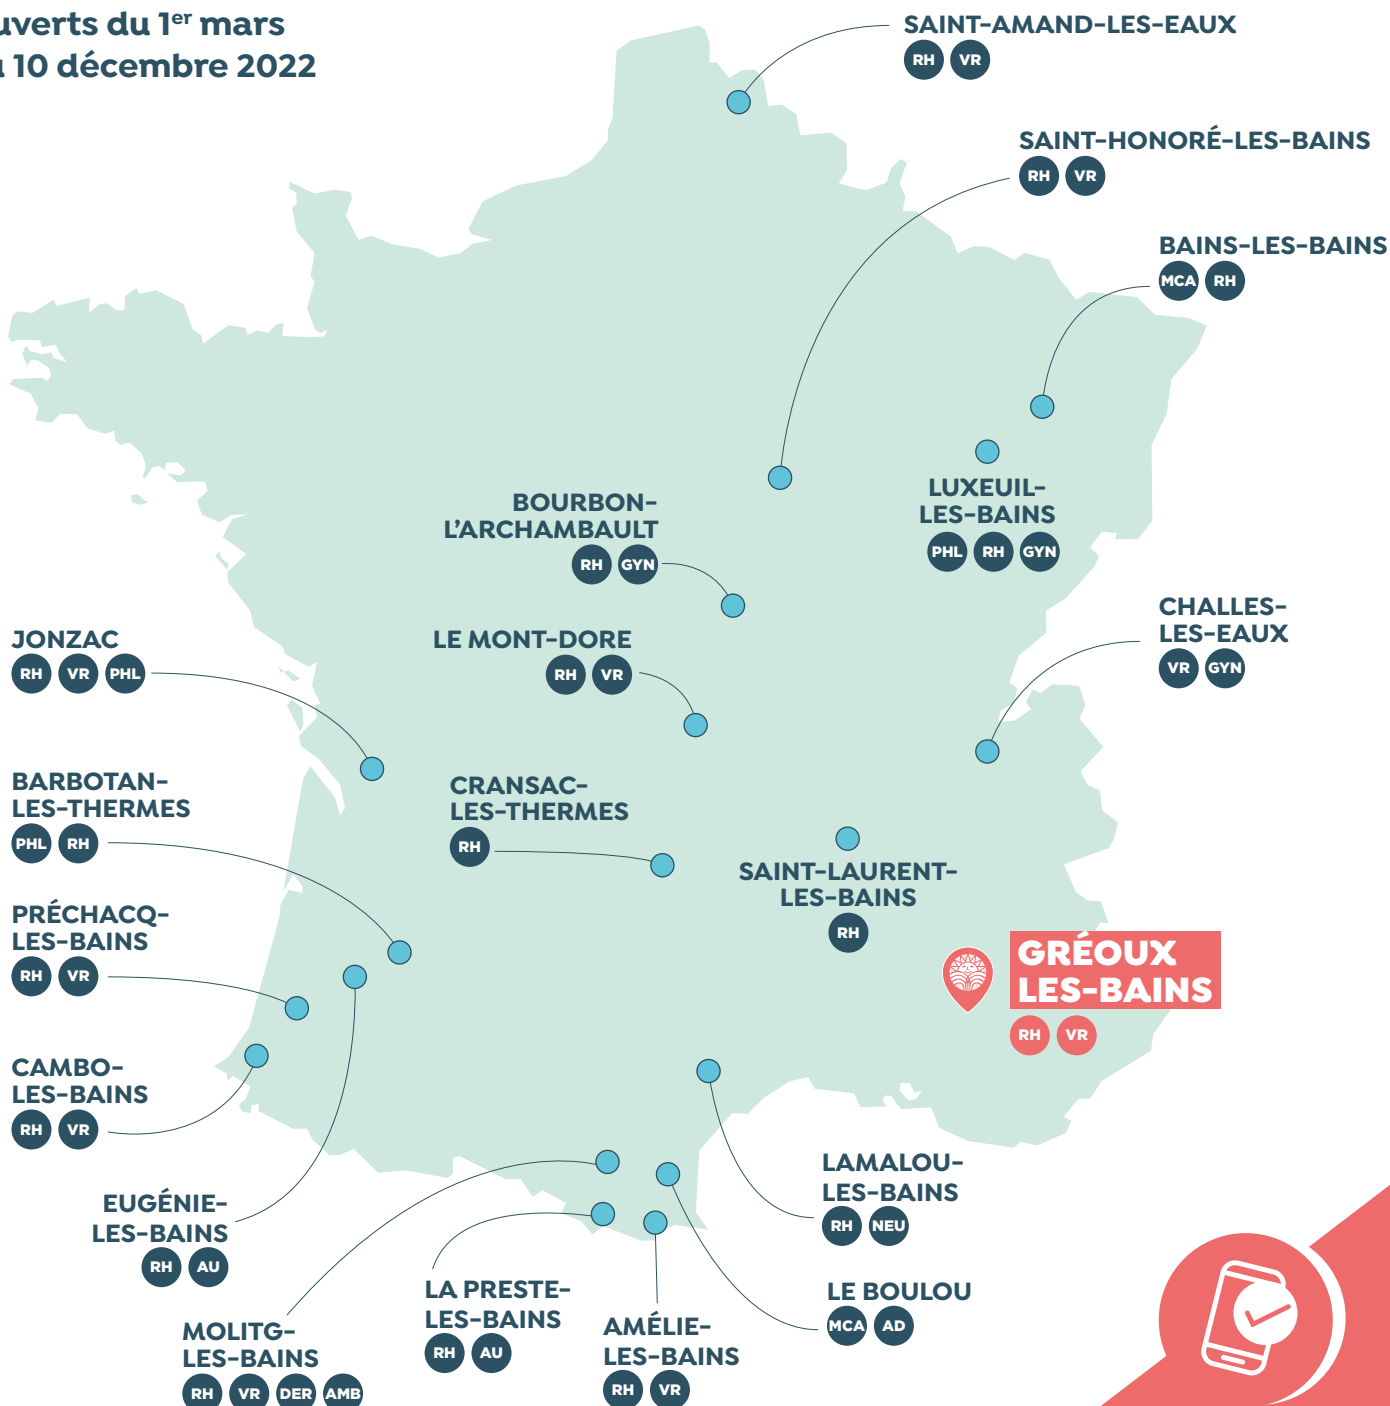 uverts du 1er mars
10 décembre 2022
SAINT-AMAND-LES-EAUX
RH VR
SAINT-HONORÉ-LES-BAINS
RH VR
BAINS-LES-BAINS
MCA RH
LUXEUIL-
LES-BAINS
PHL RH GYN
BOURBON-
L'ARCHAMBAULT
RH GYN
CHALLES-
LES-EAUX
VR GYN
JONZAC
RH VR PHL
LE MONT-DORE
RH VR
BARBOTAN-
LES-THERMES
PHL RH
CRANSAC-
LES-THERMES
RH
SAINT-LAURENT-
LES-BAINS
RH
PRÉCHACQ-
LES-BAINS
RH VR
GRÉOUX
LES-BAINS
RH VR
CAMBO-
LES-BAINS
RH VR
EUGÉNIE-
LES-BAINS
RH AU
LAMALOU-
LES-BAINS
RH NEU
LA PRESTE-
LES-BAINS
RH AU
LE BOULOU
MCA AD
MOLITG-
LES-BAINS
RH VR DER AMB
AMÉLIE-
LES-BAINS
RH VR